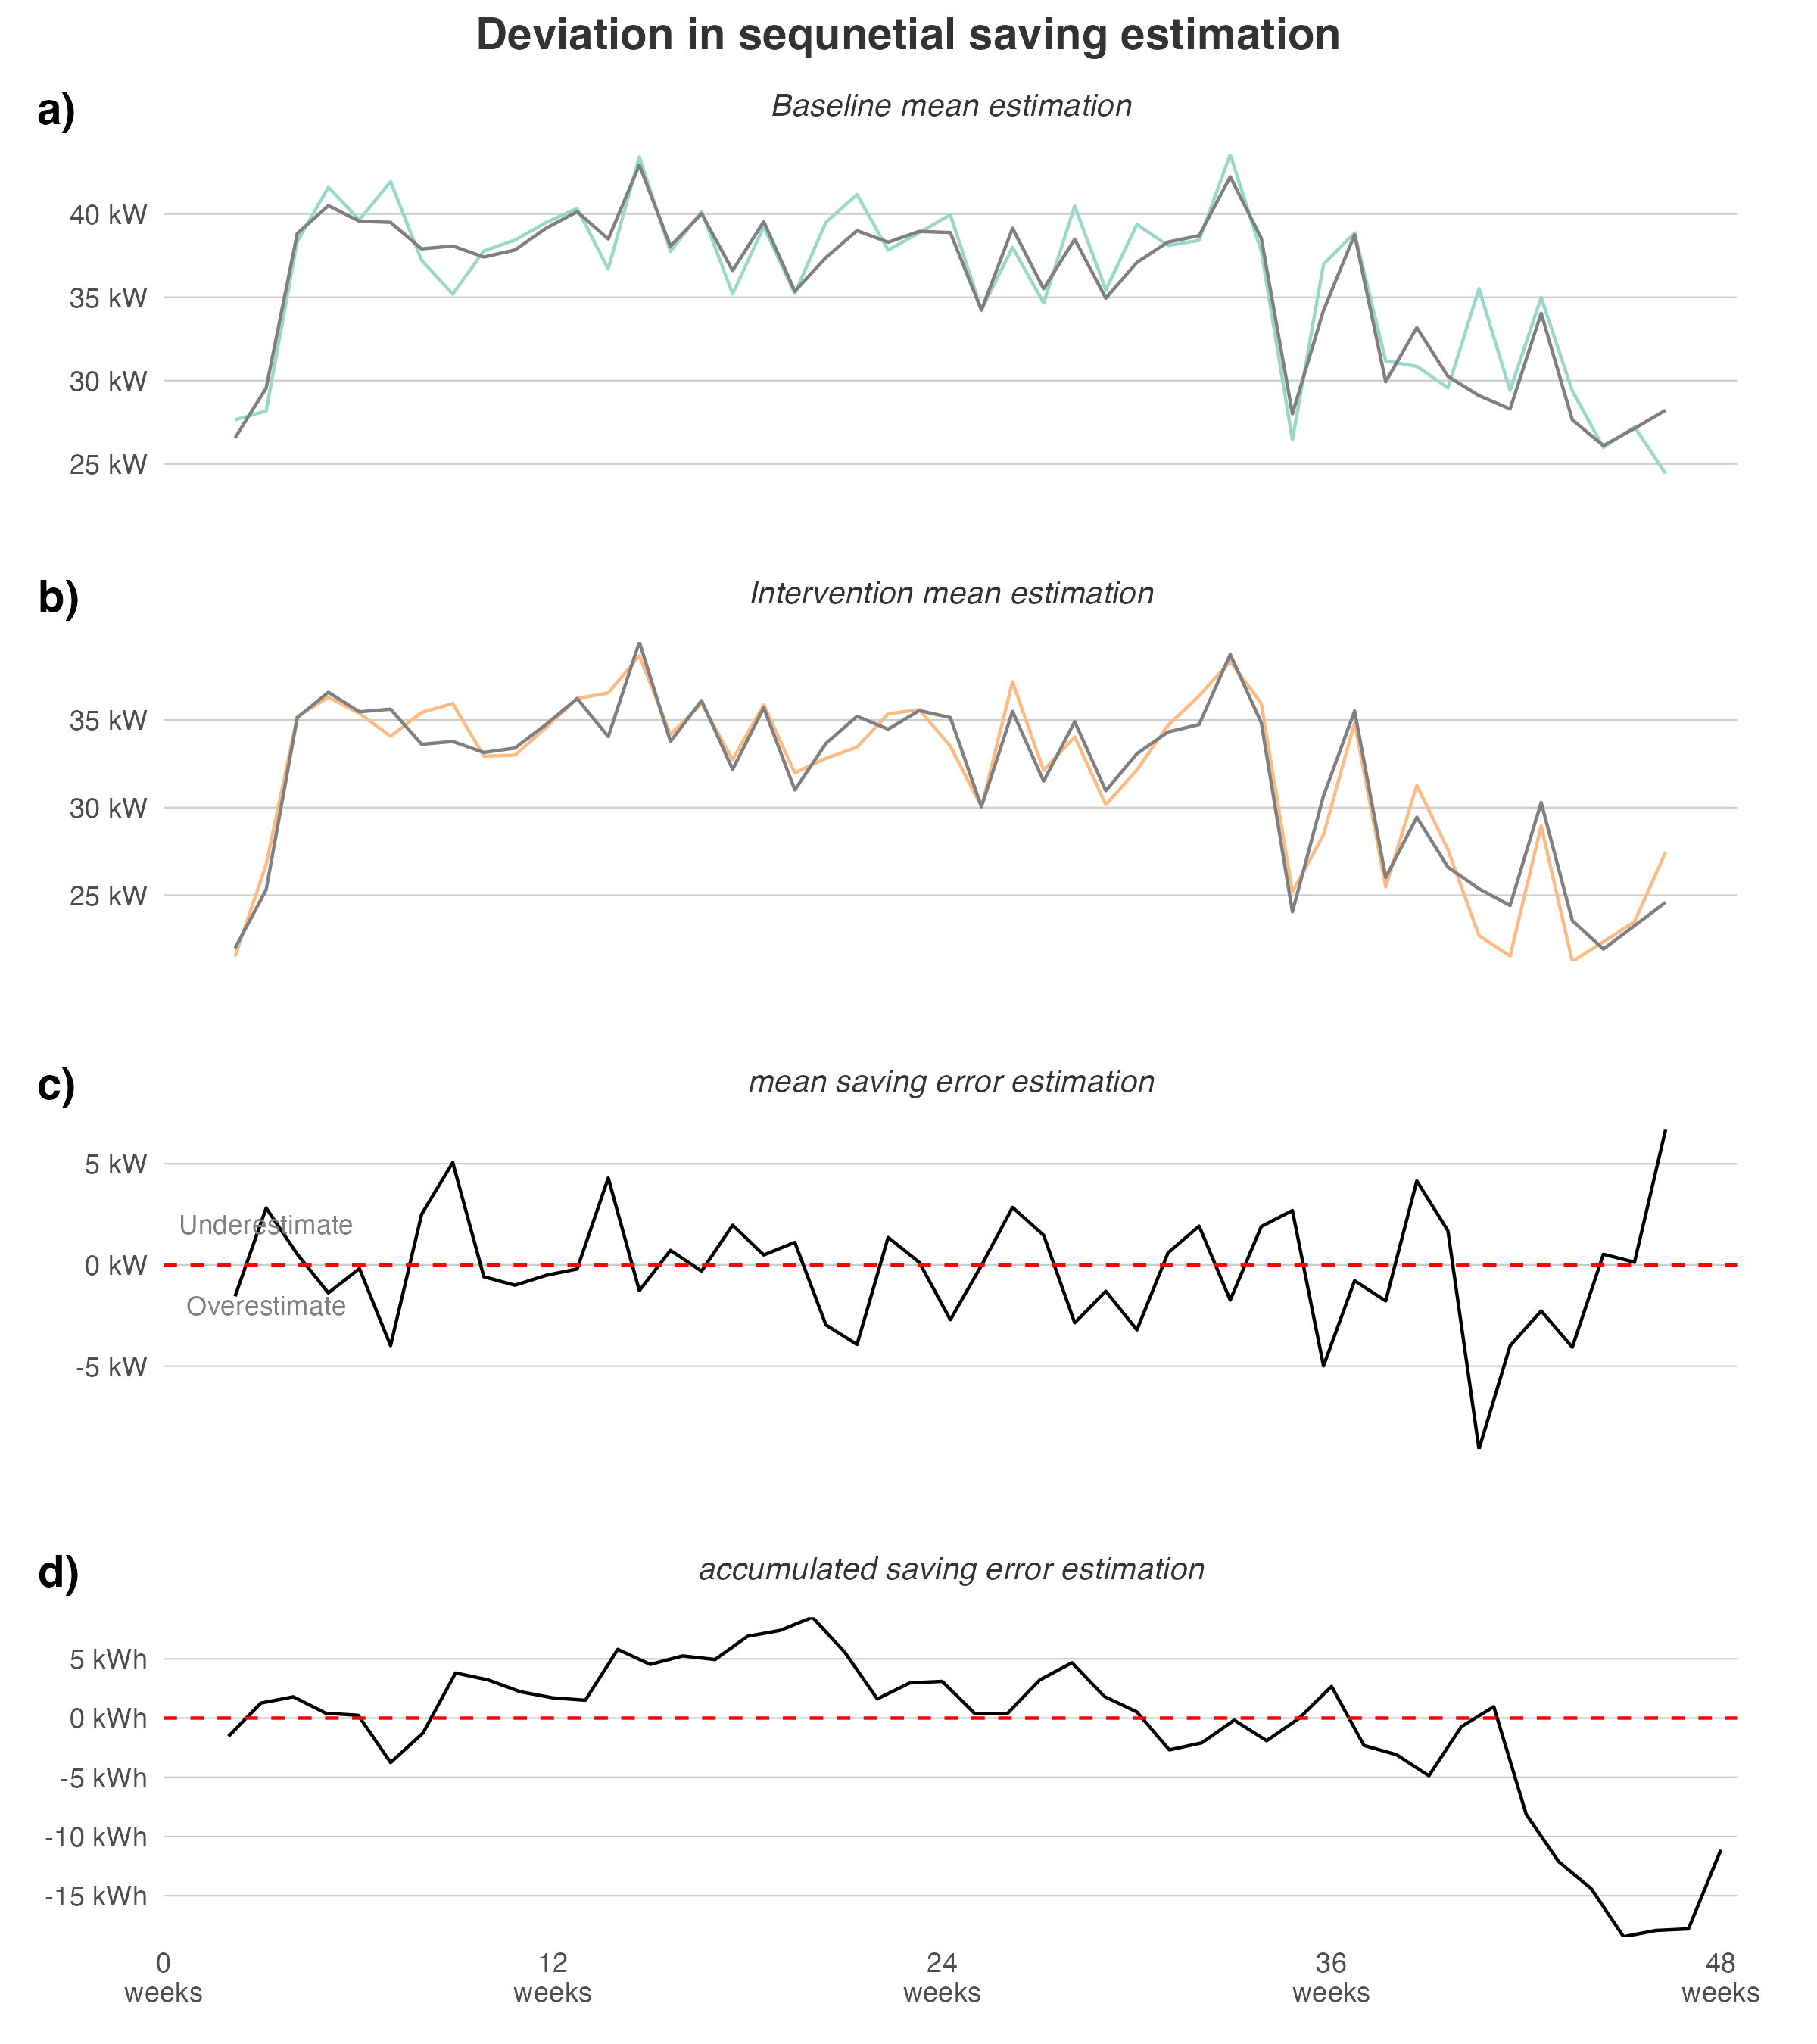 Deviation in sequnetial saving estimation
a)
Baseline mean estimation
40 kW
35 kW
30 kW
25 kW
b)
Intervention mean estimation
35 kW
30 kW
25 kW
c)
mean saving error estimation
5 kW
Underestimate
0 kW
Overestimate
-5 kW
d)
accumulated saving error estimation
5 kWh
0 kWh
-5 kWh
-10 kWh
-15 kWh
0 12 24 36 48
weeks weeks weeks weeks weeks